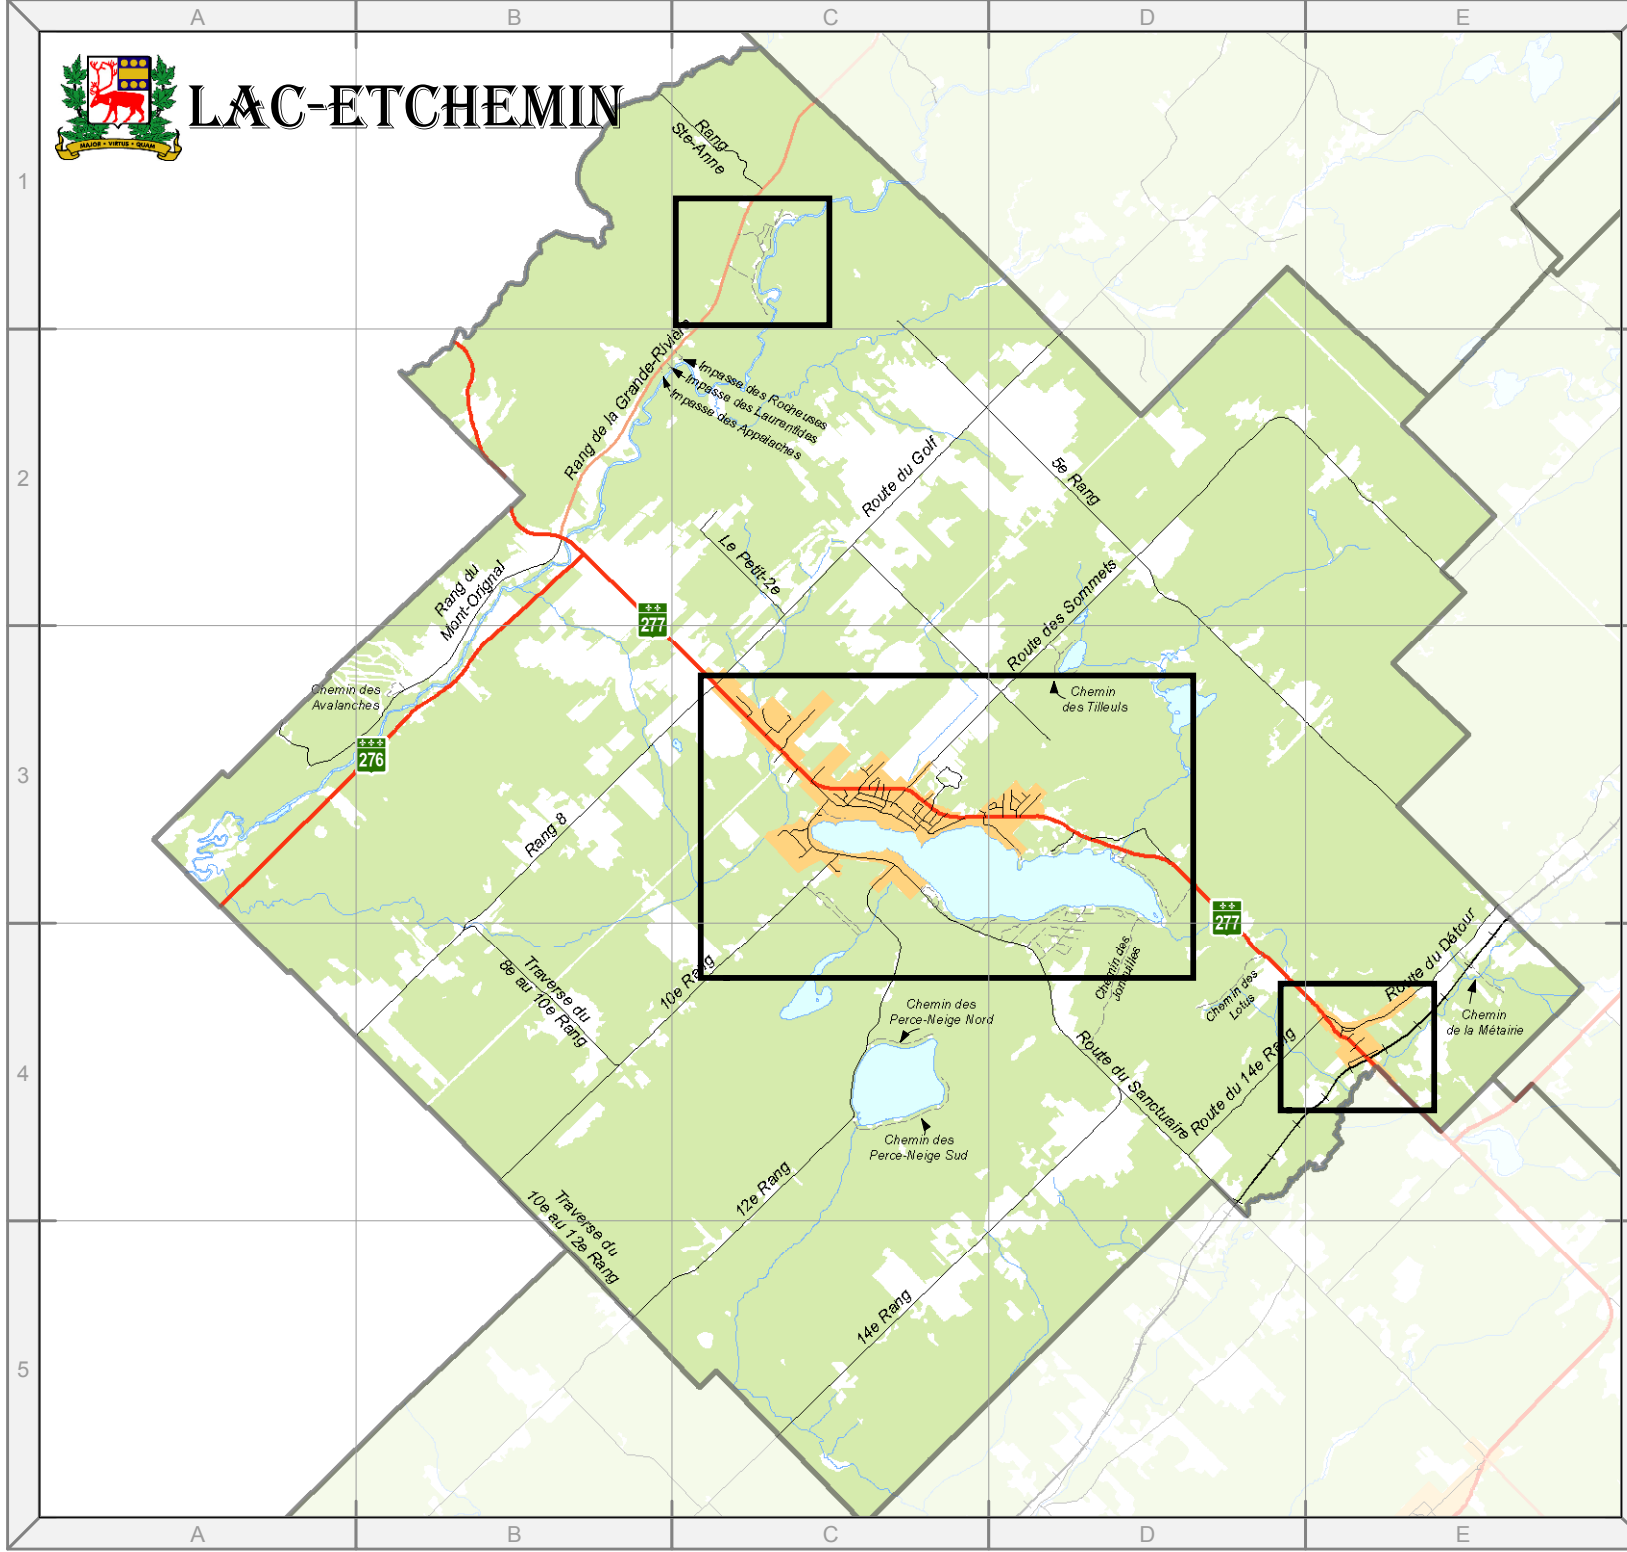 A B C D E
LAC-ETCHEMIN
MAJOR • VIRTUS • QUAM
1
Rang
Ste-Anne
Rang de la Grande-Rivière
Impasse des Rocheuses
Impasse des Laurentides
Impasse des Appalaches
2
Route du Golf
5e Rang
Le Petit-2e
Rang du
Mont-Orignal
Route des Sommets
277
Chemin des
Avalanches
Chemin
des Tilleuls
276
3
Rang 8
277
Route du Détour
Traverse du
8e au 10e Rang
10e Rang
Chemin des
Jonquilles
Chemin des
Lotus
Chemin des
Perce-Neige Nord
Chemin
de la Métairie
4
Route du Sanctuaire
Route du 14e Rang
Chemin des
Perce-Neige Sud
12e Rang
Traverse du
10e au 12e Rang
14e Rang
5
A B C D E